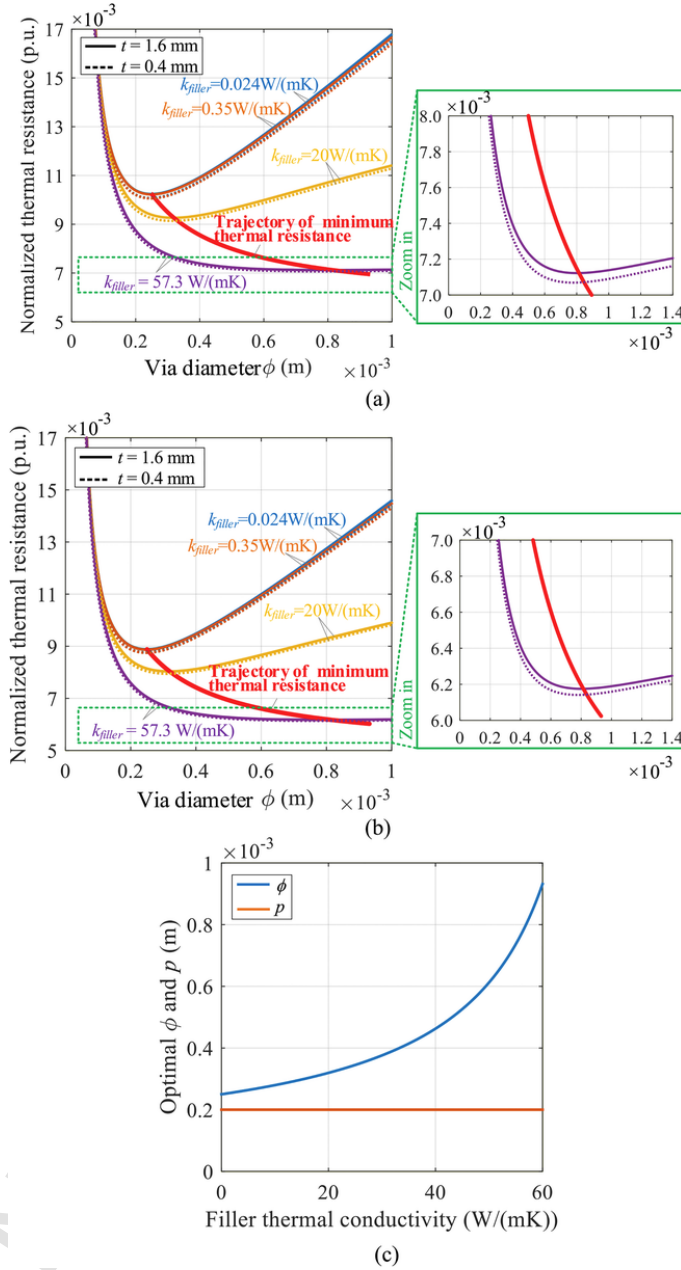 ×10⁻³
17
15
13
11
9
7
5
Normalized thermal resistance (p.u.)
t = 1.6 mm
t = 0.4 mm
k_filler=0.024W/(mK)
k_filler=0.35W/(mK)
k_filler=20W/(mK)
Trajectory of minimum
thermal resistance
k_filler = 57.3 W/(mK)
0 0.2 0.4 0.6 0.8 1
Via diameter ϕ (m) ×10⁻³
Zoom in
×10⁻³
8.0
7.6
7.4
7.2
7.0
0 0.2 0.4 0.6 0.8 1 1.2 1.4
×10⁻³
(a)
×10⁻³
17
15
13
11
9
7
5
Normalized thermal resistance (p.u.)
t = 1.6 mm
t = 0.4 mm
k_filler=0.024W/(mK)
k_filler=0.35W/(mK)
k_filler=20W/(mK)
Trajectory of minimum
thermal resistance
k_filler = 57.3 W/(mK)
0 0.2 0.4 0.6 0.8 1
Via diameter ϕ (m) ×10⁻³
Zoom in
×10⁻³
7.0
6.8
6.6
6.4
6.2
6.0
0 0.2 0.4 0.6 0.8 1 1.2 1.4
×10⁻³
(b)
×10⁻³
1
0.8
0.6
0.4
0.2
0
Optimal ϕ and p (m)
ϕ
p
0 20 40 60
Filler thermal conductivity (W/(mK))
(c)